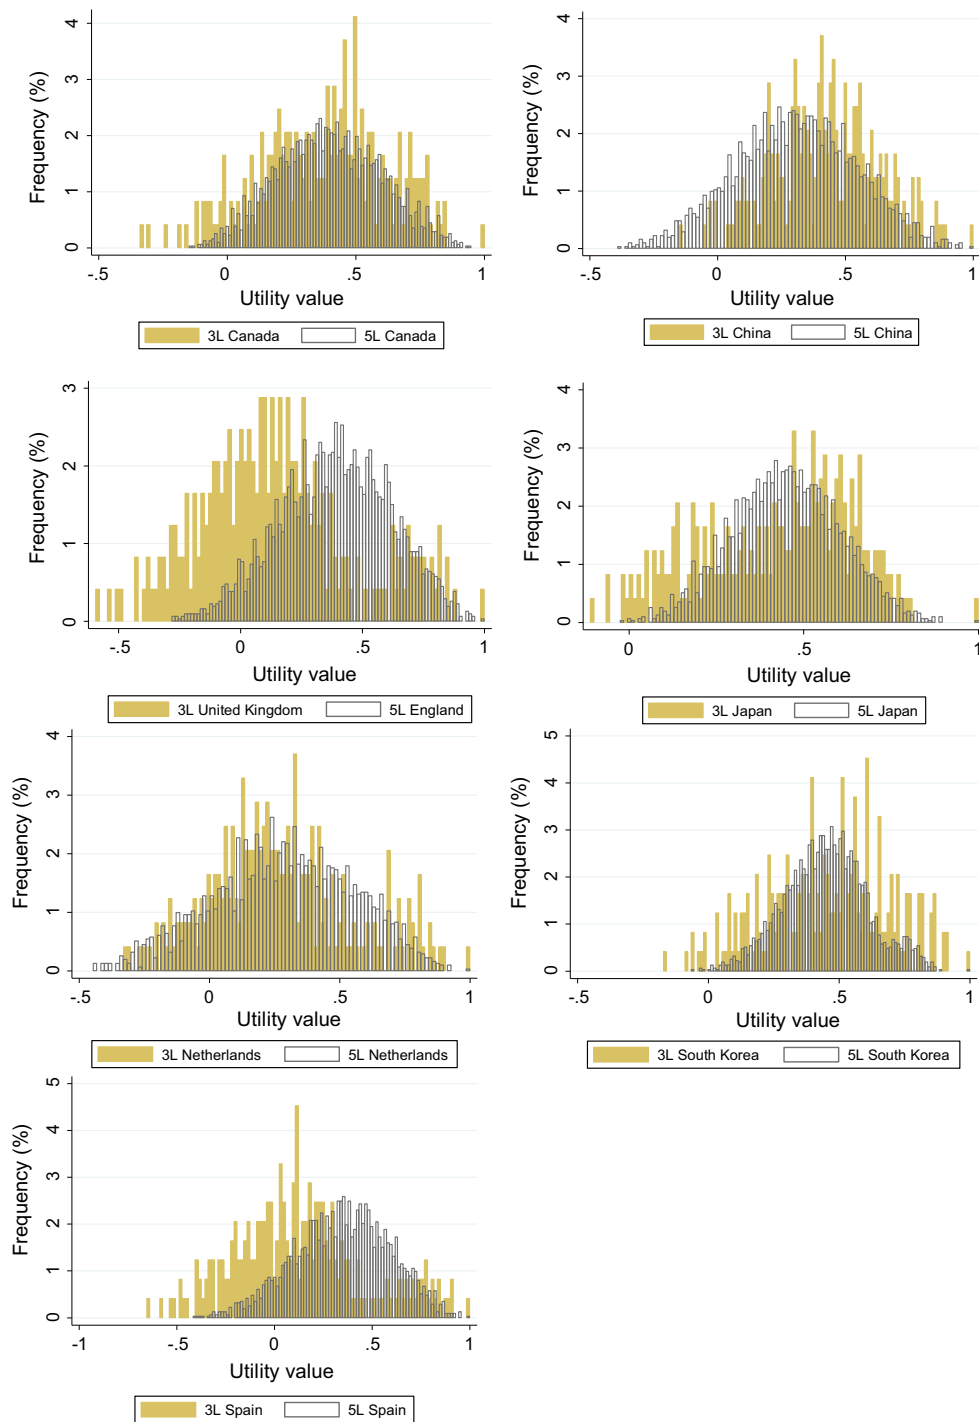 Frequency (%)
4
3
2
1
0
-.5 0 .5 1
Utility value
3L Canada 5L Canada
Frequency (%)
4
3
2
1
0
-.5 0 .5 1
Utility value
3L China 5L China
Frequency (%)
3
2
1
0
-.5 0 .5 1
Utility value
3L United Kingdom 5L England
Frequency (%)
4
3
2
1
0
0 .5 1
Utility value
3L Japan 5L Japan
Frequency (%)
4
3
2
1
0
-.5 0 .5 1
Utility value
3L Netherlands 5L Netherlands
Frequency (%)
5
4
3
2
1
0
-.5 0 .5 1
Utility value
3L South Korea 5L South Korea
Frequency (%)
5
4
3
2
1
0
-1 -.5 0 .5 1
Utility value
3L Spain 5L Spain